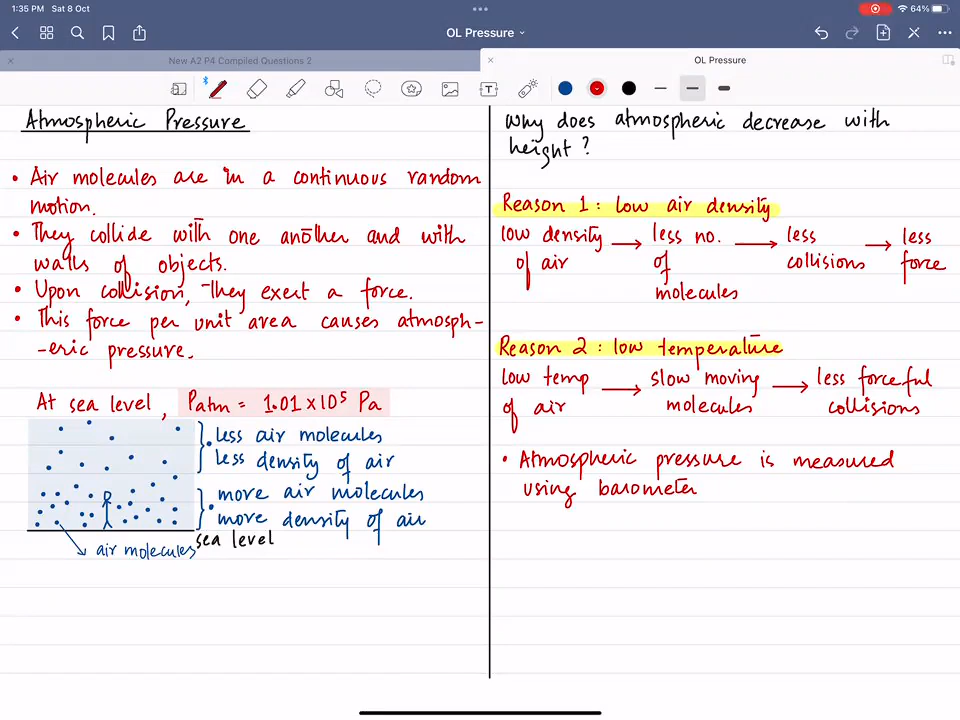 1:35 PM Sat 8 Oct
64%
OL Pressure
New A2 P4 Compiled Questions 2
OL Pressure
Atmospheric Pressure
• Air molecules are in a continuous random
motion.
• They collide with one another and with
walls of objects.
• Upon collision, they exert a force.
• This force per unit area causes atmosph-
-eric pressure.
At sea level, Patm = 1.01 × 10⁵ Pa
• less air molecules
less density of air
• more air molecules
more density of air
sea level
air molecules
Why does atmospheric decrease with
height?
Reason 1: low air density
low density → less no. → less → less
of air of collisions force
molecules
Reason 2: low temperature
low temp → slow moving → less forceful
of air molecules collisions
• Atmospheric pressure is measured
using barometer